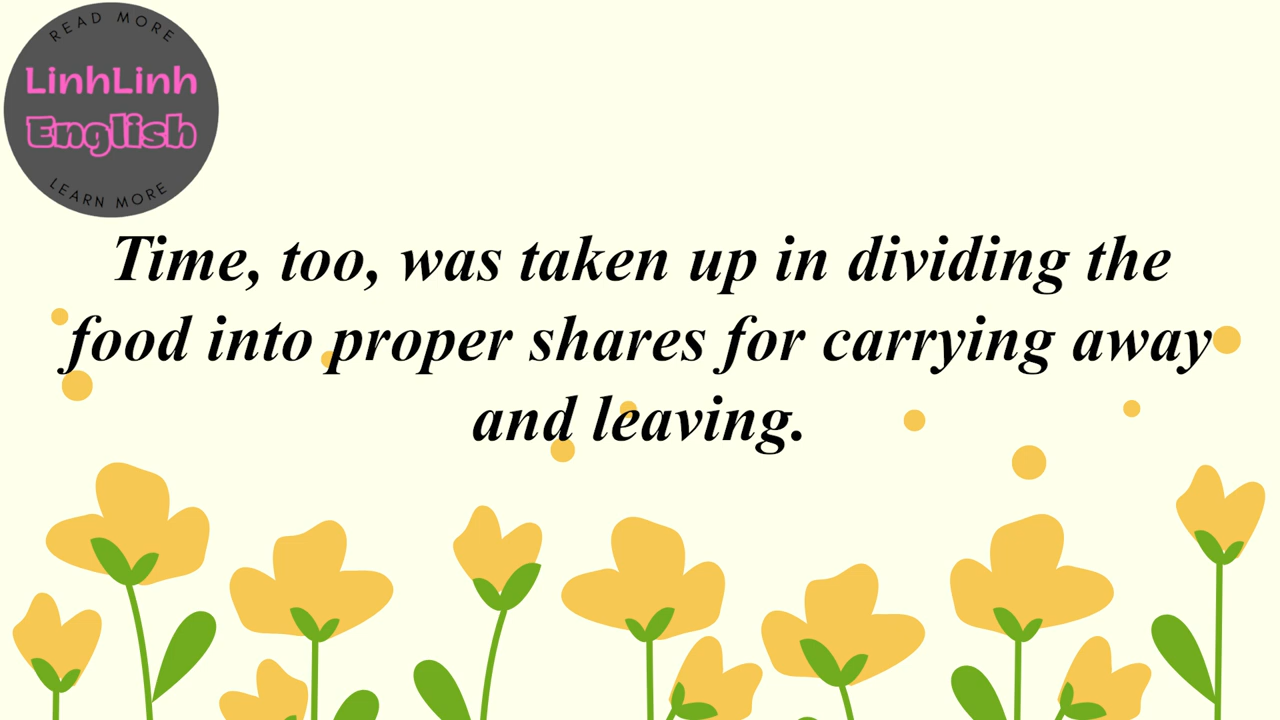 READ MORE
LinhLinh
English
LEARN MORE
Time, too, was taken up in dividing the
food into proper shares for carrying away
and leaving.